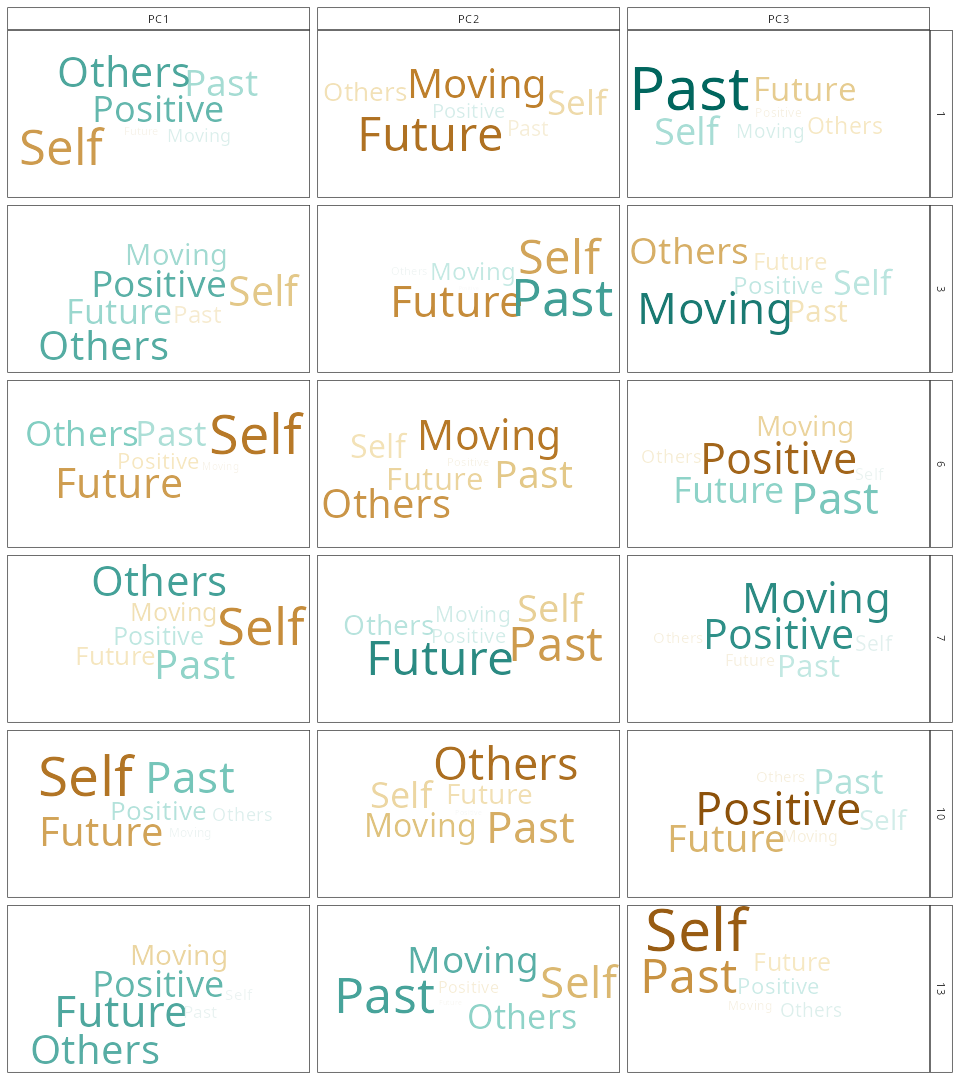 PC1 PC2 PC3
1
Others Past
Positive
Future Moving
Self
Moving
Others Self
Positive
Future Past
Past Future
Positive
Self Moving Others
3
Moving
Positive Self
Future Past
Others
Self
Others Moving
Future Past
Others Future
Positive Self
Moving Past
6
Others Past Self
Positive Moving
Future
Moving
Self Positive
Future Past
Others
Moving
Others Positive Self
Future Past
7
Others
Moving Self
Positive
Future Past
Self
Others Moving
Positive Past
Future
Moving
Others Positive Self
Future Past
10
Self Past
Positive Others
Future Moving
Others
Self Future
Moving Past
Others Past
Positive Self
Future Moving
13
Moving
Positive Self
Future Past
Others
Moving
Past Positive Self
Others
Self
Future
Past Positive
Moving Others